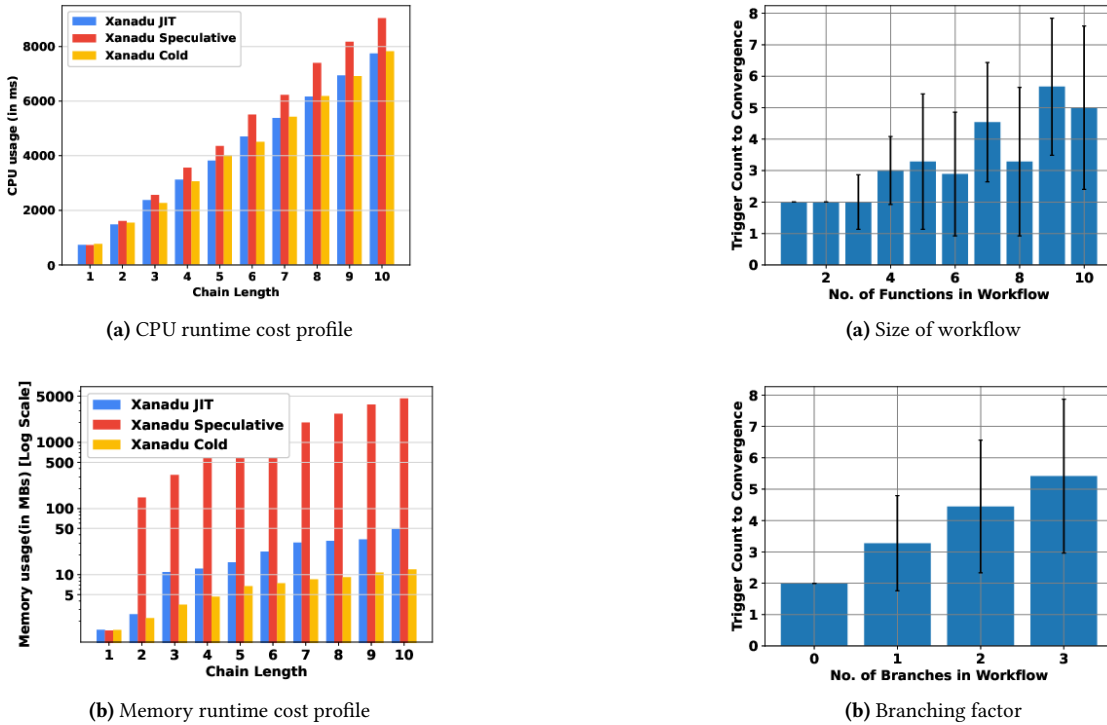 Xanadu JIT
Xanadu Speculative
Xanadu Cold
CPU usage (in ms)
8000
6000
4000
2000
0
1 2 3 4 5 6 7 8 9 10
Chain Length
(a) CPU runtime cost profile
Trigger Count to Convergence
8
7
6
5
4
3
2
1
0
2 4 6 8 10
No. of Functions in Workflow
(a) Size of workflow
Xanadu JIT
Xanadu Speculative
Xanadu Cold
Memory usage(in MBs) [Log Scale]
5000
1000
500
100
50
10
5
1 2 3 4 5 6 7 8 9 10
Chain Length
(b) Memory runtime cost profile
Trigger Count to Convergence
8
7
6
5
4
3
2
1
0
0 1 2 3
No. of Branches in Workflow
(b) Branching factor